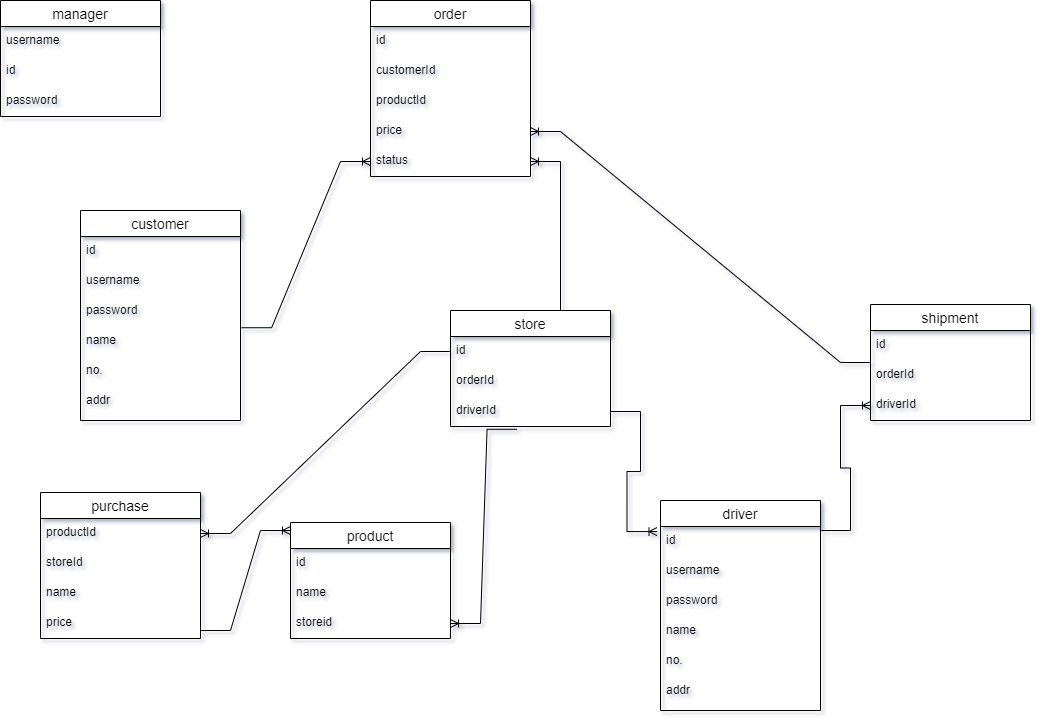 manager
username
id
password
order
id
customerId
productId
price
status
customer
id
username
password
name
no.
addr
store
id
orderId
driverId
shipment
id
orderId
driverId
purchase
productId
storeId
name
price
product
id
name
storeid
driver
id
username
password
name
no.
addr